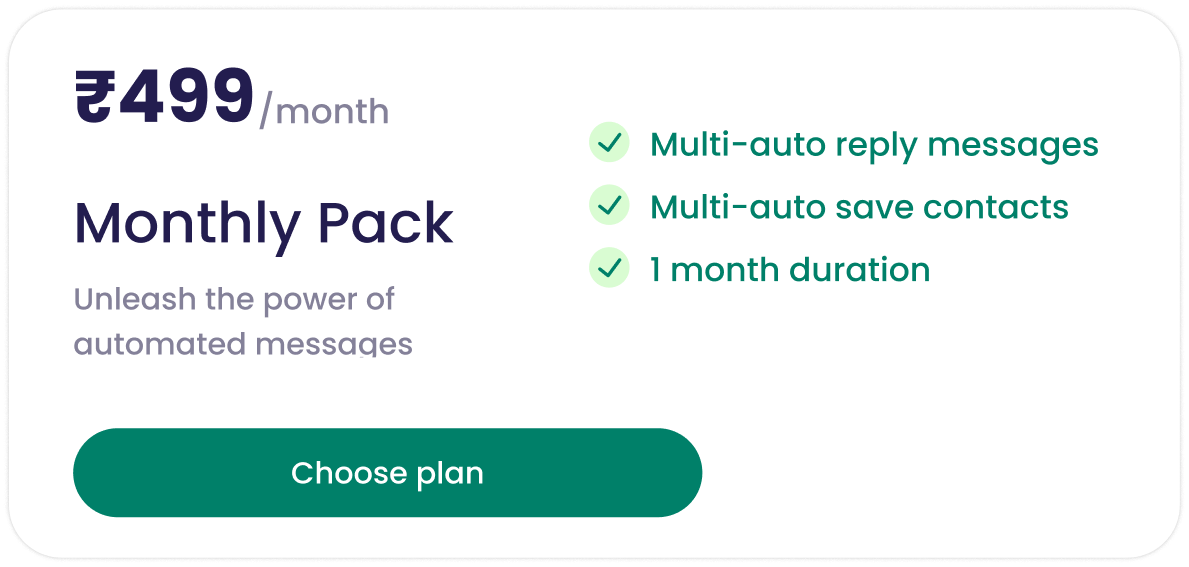 ₹499/month
Monthly Pack
Unleash the power of
automated messages
Multi-auto reply messages
Multi-auto save contacts
1 month duration
Choose plan